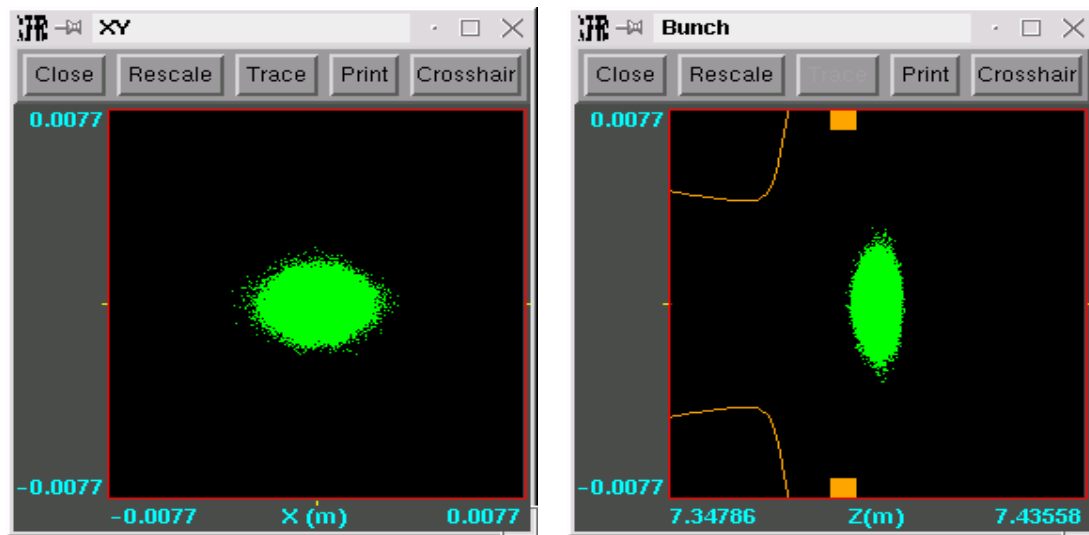 XY
Close Rescale Trace Print Crosshair
0.0077
-0.0077
-0.0077 X (m) 0.0077
Bunch
Close Rescale Trace Print Crosshair
0.0077
-0.0077
7.34786 Z(m) 7.43558